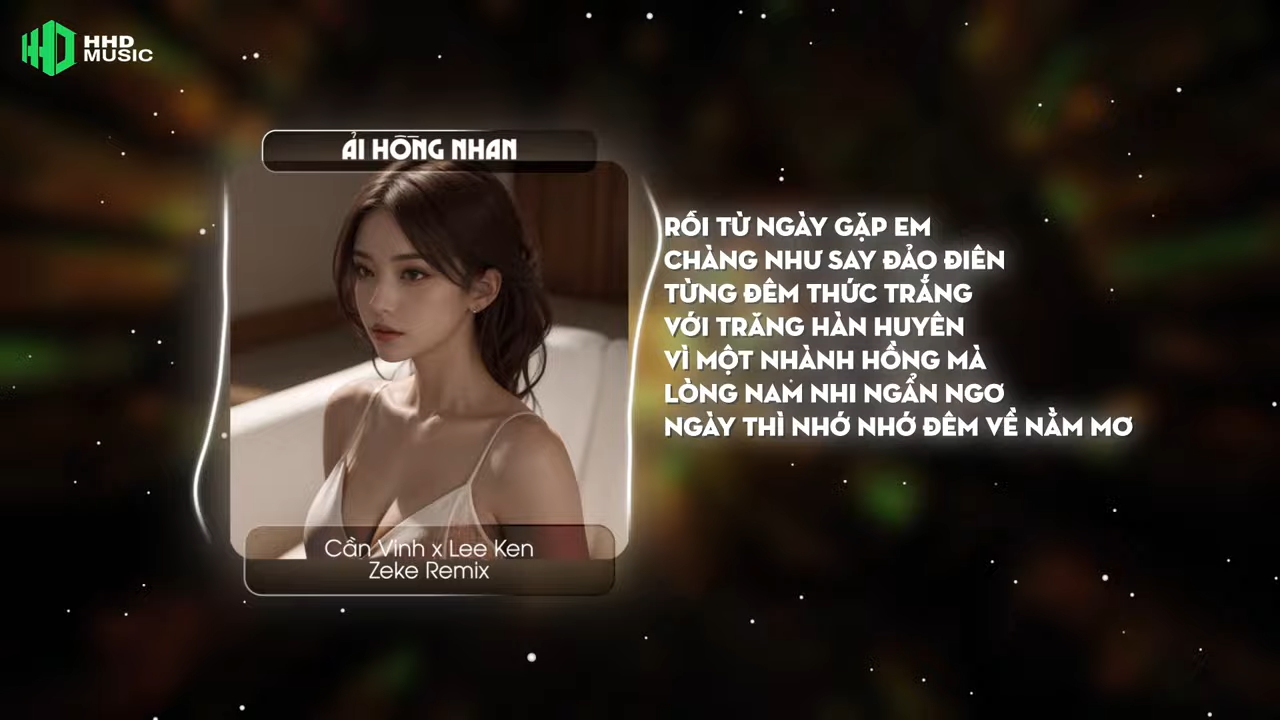 HHD
MUSIC
ẢI HỒNG NHAN
RỐI TỪ NGÀY GẶP EM
CHÀNG NHƯ SAY ĐẢO ĐIÊN
TỪNG ĐÊM THỨC TRẮNG
VỚI TRĂNG HÀN HUYÊN
VÌ MỘT NHÀNH HỒNG MÀ
LÒNG NAM NHI NGẨN NGƠ
NGÀY THÌ NHỚ NHỚ ĐÊM VỀ NẰM MƠ
Cần Vinh x Lee Ken
Zeke Remix